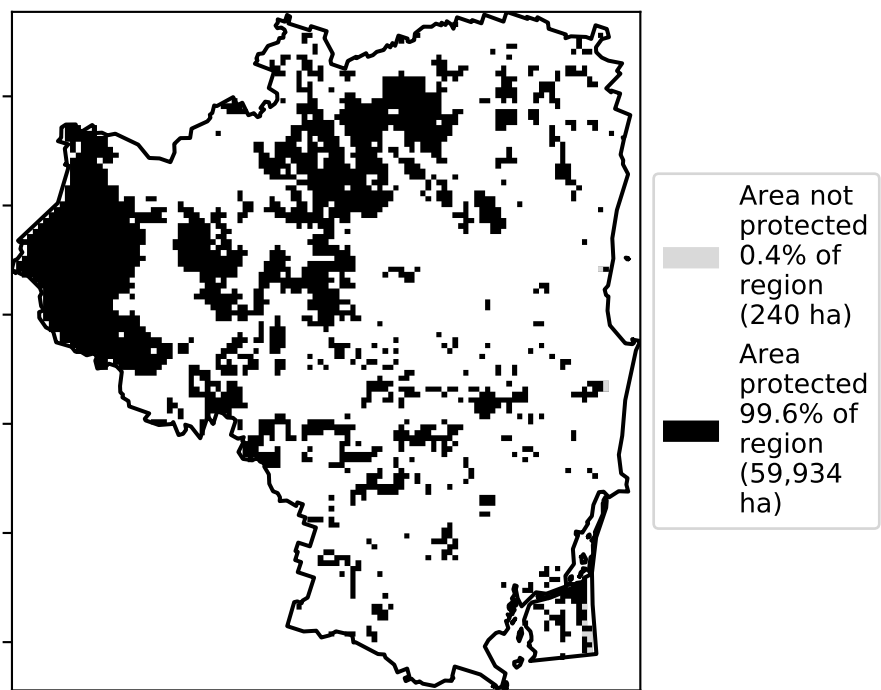 Area not
protected
0.4% of
region
(240 ha)
Area
protected
99.6% of
region
(59,934
ha)